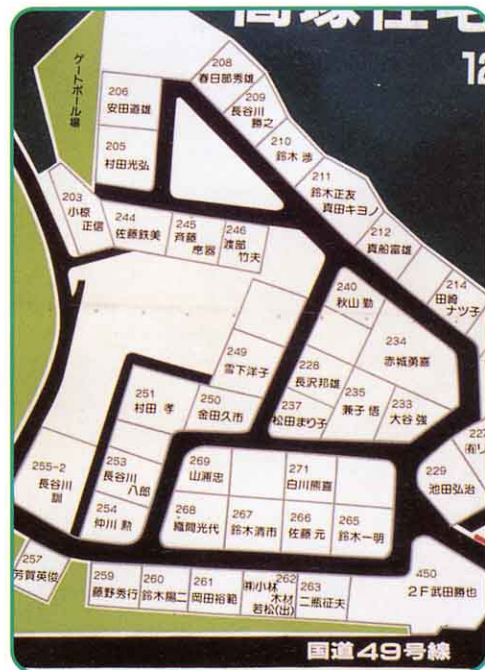 12
ゲートボール場
208
春日部秀雄
206
安田道雄
209
長谷川
勝之
205
村田光弘
210
鈴木 渉
211
鈴木正友
真田キヨノ
203
小椋
正信
244
佐藤鉄美
245
斉藤
246
渡部
竹夫
212
真船富雄
214
田崎
ナツ子
240
秋山 勤
234
赤城勇喜
249
雪下洋子
228
長沢邦雄
251
村田 孝
250
金田久市
237
松田まり子
235
兼子 悟
233
大谷 強
227
255-2
長谷川
訓
253
長谷川
八郎
269
山浦忠
271
白川熊喜
229
池田弘治
254
仲川 勲
268
織間光代
267
鈴木清市
266
佐藤 元
265
鈴木一明
257
芳賀英俊
259
藤野秀行
260
鈴木陽二
261
岡田裕範
262
㈱小林
木材
若松(出)
263
二瓶征夫
450
2F武田勝也
国道49号線